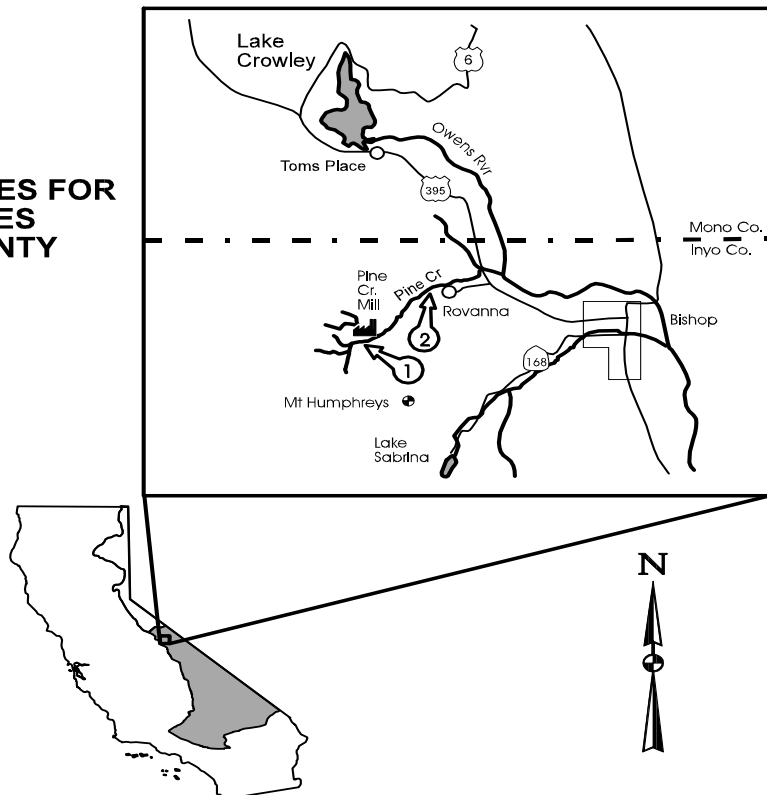 ES FOR
ES
NTY
Lake
Crowley
6
Toms Place
Owens Rvr
395
Mono Co.
Inyo Co.
Pine
Cr.
Mill
Pine Cr
Rovanna
Bishop
2
1
168
Mt Humphreys
Lake
Sabrina
N